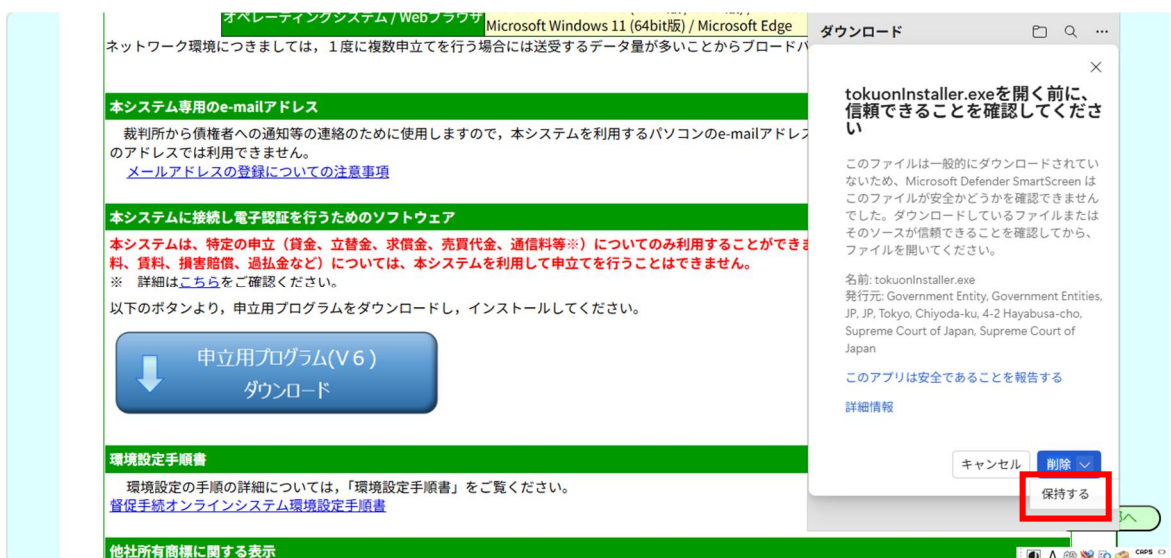 オペレーティングシステム / Webブラウザ
Microsoft Windows 11 (64bit版) / Microsoft Edge
ネットワーク環境につきましては，１度に複数申立てを行う場合には送受するデータ量が多いことからブロードバ
本システム専用のe-mailアドレス
裁判所から債権者への通知等の連絡のために使用しますので，本システムを利用するパソコンのe-mailアドレス
のアドレスでは利用できません。
メールアドレスの登録についての注意事項
本システムに接続し電子認証を行うためのソフトウェア
本システムは、特定の申立（貸金、立替金、求償金、売買代金、通信料等※）についてのみ利用することができま
料、賃料、損害賠償、過払金など）については、本システムを利用して申立てを行うことはできません。
※　詳細はこちらをご確認ください。
以下のボタンより，申立用プログラムをダウンロードし，インストールしてください。
申立用プログラム(V６)
ダウンロード
環境設定手順書
環境設定の手順の詳細については，「環境設定手順書」をご覧ください。
督促手続オンラインシステム環境設定手順書
他社所有商標に関する表示
ダウンロード
tokuonInstaller.exeを開く前に、
信頼できることを確認してくださ
い
このファイルは一般的にダウンロードされてい
ないため、Microsoft Defender SmartScreen は
このファイルが安全かどうかを確認できません
でした。ダウンロードしているファイルまたは
そのソースが信頼できることを確認してから、
ファイルを開いてください。
名前: tokuonInstaller.exe
発行元: Government Entity, Government Entities,
JP, JP, Tokyo, Chiyoda-ku, 4-2 Hayabusa-cho,
Supreme Court of Japan, Supreme Court of
Japan
このアプリは安全であることを報告する
詳細情報
キャンセル
削除
保持する
へ
A
CAPS